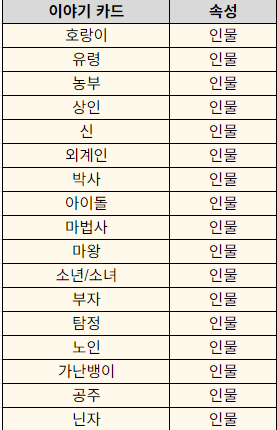 이야기 카드 속성
호랑이 인물
유령 인물
농부 인물
상인 인물
신 인물
외계인 인물
박사 인물
아이돌 인물
마법사 인물
마왕 인물
소년/소녀 인물
부자 인물
탐정 인물
노인 인물
가난뱅이 인물
공주 인물
닌자 인물